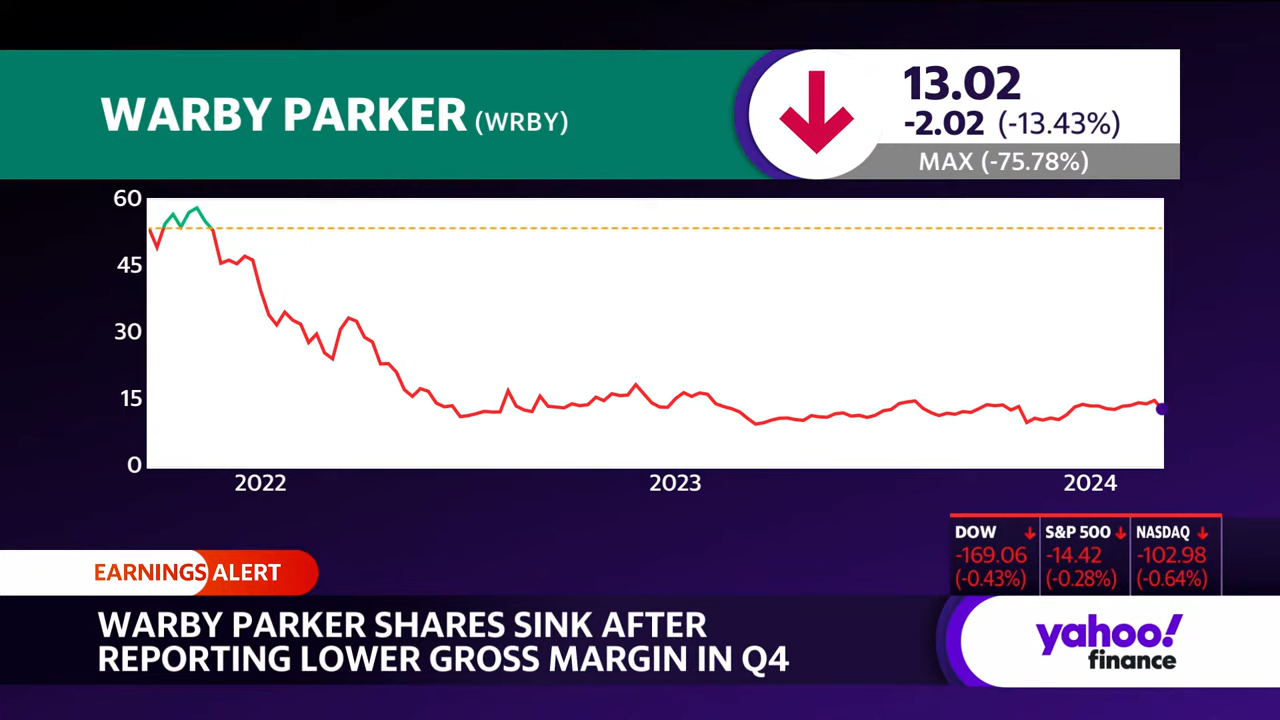 WARBY PARKER (WRBY)
13.02
-2.02 (-13.43%)
MAX (-75.78%)
60
45
30
15
0
2022 2023 2024
DOW S&P 500 NASDAQ
-169.06 -14.42 -102.98
(-0.43%) (-0.28%) (-0.64%)
EARNINGS ALERT
WARBY PARKER SHARES SINK AFTER
REPORTING LOWER GROSS MARGIN IN Q4
yahoo!
finance